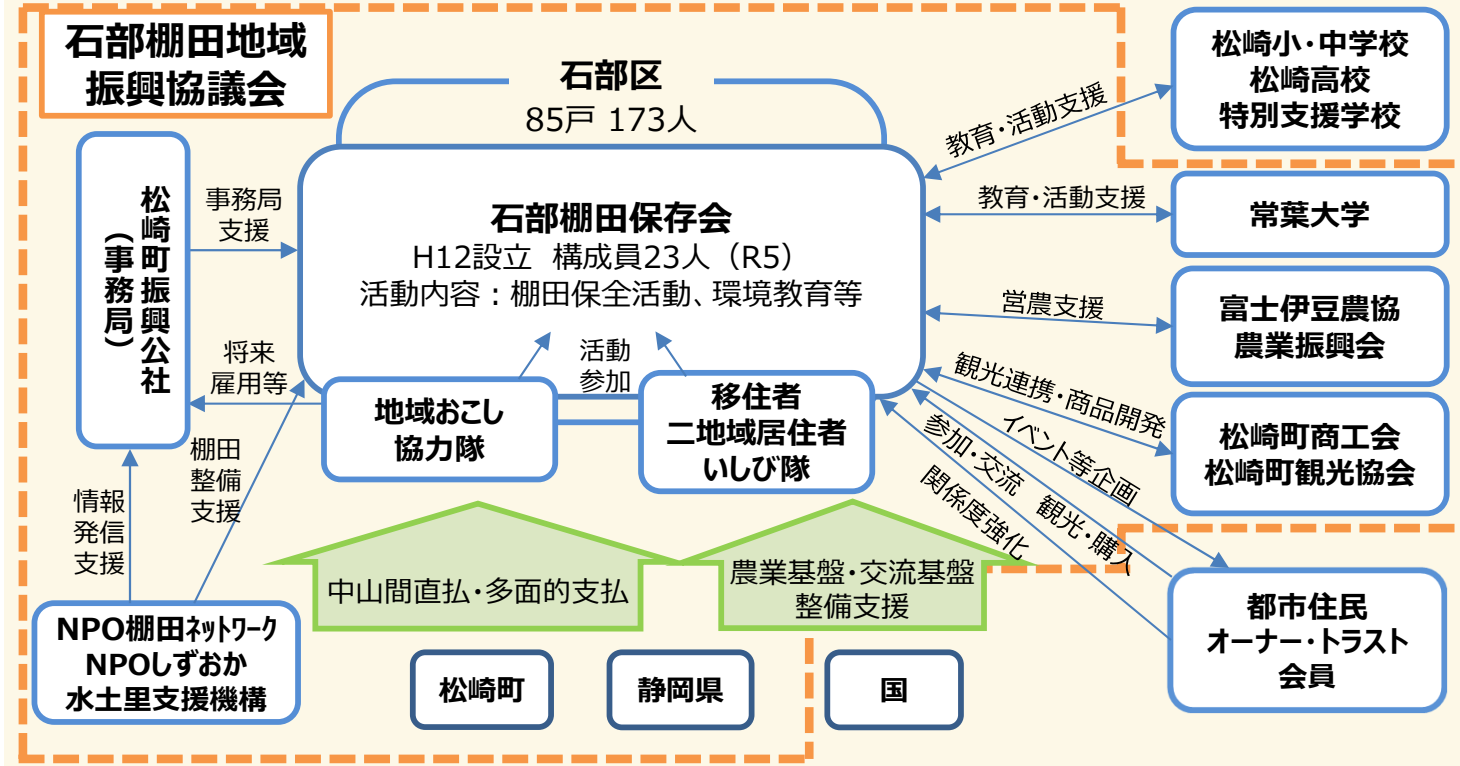 石部棚田地域
振興協議会
石部区
85戸 173人
石部棚田保存会
H12設立 構成員23人（R5）
活動内容：棚田保全活動、環境教育等
松崎町振興公社
（事務局）
事務局
支援
将来
雇用等
棚田
整備
支援
情報
発信
支援
活動
参加
地域おこし
協力隊
移住者
二地域居住者
いしび隊
NPO棚田ネットワーク
NPOしずおか
水土里支援機構
中山間直払・多面的支払
農業基盤・交流基盤
整備支援
松崎町
静岡県
国
教育・活動支援
松崎小・中学校
松崎高校
特別支援学校
教育・活動支援
常葉大学
営農支援
富士伊豆農協
農業振興会
観光連携・商品開発
松崎町商工会
松崎町観光協会
イベント等企画
参加・交流 観光・購入
関係度強化
都市住民
オーナー・トラスト
会員